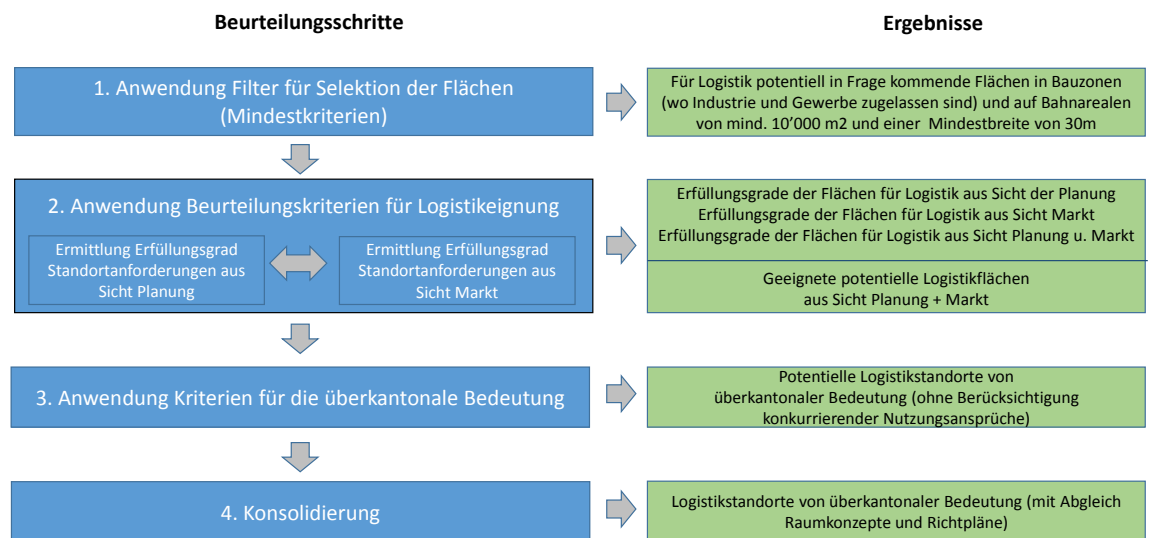 Beurteilungsschritte
Ergebnisse
1. Anwendung Filter für Selektion der Flächen
(Mindestkriterien)
Für Logistik potentiell in Frage kommende Flächen in Bauzonen
(wo Industrie und Gewerbe zugelassen sind) und auf Bahnarealen
von mind. 10’000 m2 und einer Mindestbreite von 30m
2. Anwendung Beurteilungskriterien für Logistikeignung
Ermittlung Erfüllungsgrad
Standortanforderungen aus
Sicht Planung
Ermittlung Erfüllungsgrad
Standortanforderungen aus
Sicht Markt
Erfüllungsgrade der Flächen für Logistik aus Sicht der Planung
Erfüllungsgrade der Flächen für Logistik aus Sicht Markt
Erfüllungsgrade der Flächen für Logistik aus Sicht Planung u. Markt
Geeignete potentielle Logistikflächen
aus Sicht Planung + Markt
3. Anwendung Kriterien für die überkantonale Bedeutung
Potentielle Logistikstandorte von
überkantonaler Bedeutung (ohne Berücksichtigung
konkurrierender Nutzungsansprüche)
4. Konsolidierung
Logistikstandorte von überkantonaler Bedeutung (mit Abgleich
Raumkonzepte und Richtpläne)